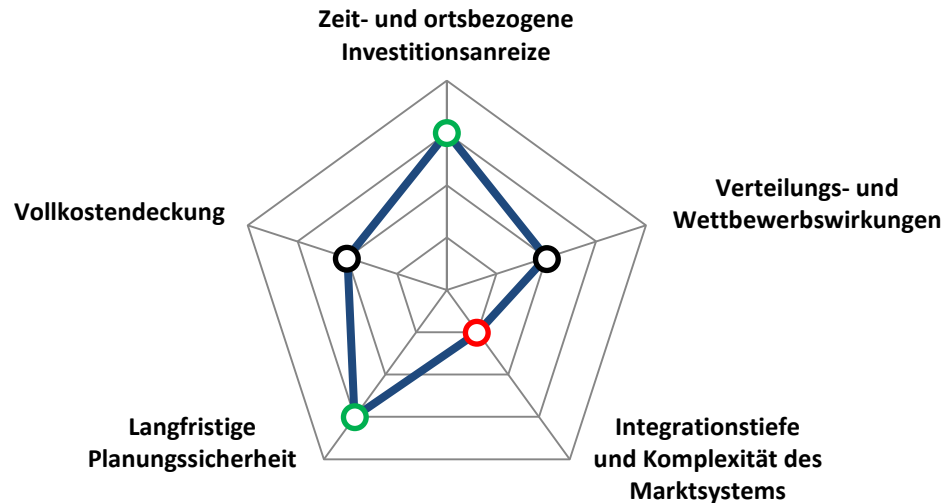 Zeit- und ortsbezogene
Investitionsanreize
Verteilungs- und
Wettbewerbswirkungen
Vollkostendeckung
Langfristige
Planungssicherheit
Integrationstiefe
und Komplexität des
Marktsystems